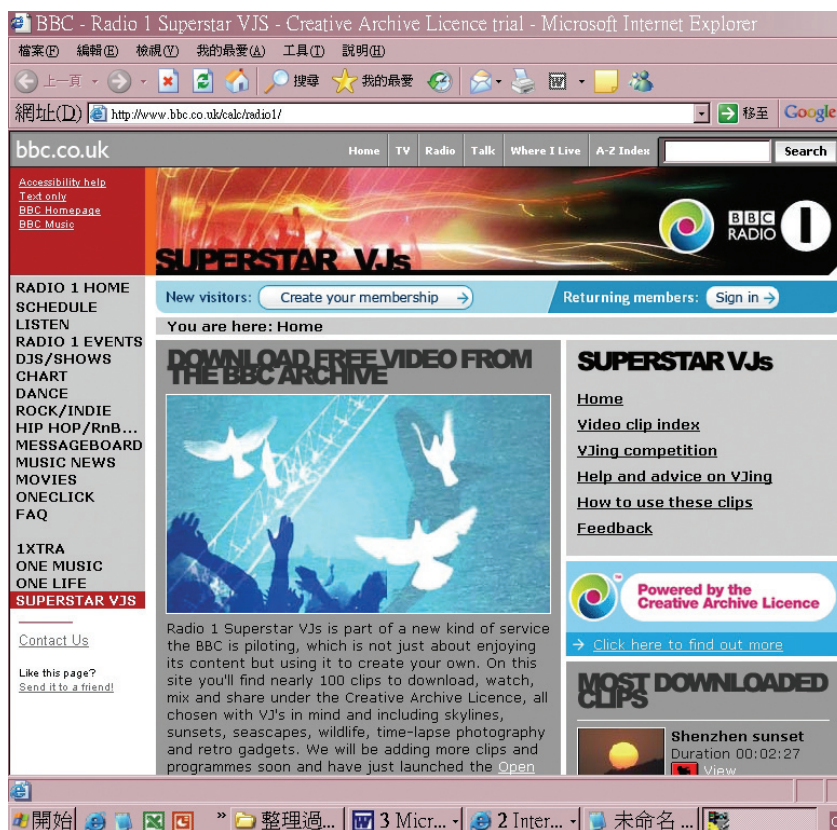 BBC - Radio 1 Superstar VJS - Creative Archive Licence trial - Microsoft Internet Explorer
檔案(F) 編輯(E) 檢視(V) 我的最愛(A) 工具(T) 說明(H)
上一頁 搜尋 我的最愛
網址(D) http://www.bbc.co.uk/calc/radio1/ 移至 Google
bbc.co.uk Home TV Radio Talk Where I Live A-Z Index Search
Accessibility help
Text only
BBC Homepage
BBC Music
SUPERSTAR VJs
BBC RADIO 1
RADIO 1 HOME
SCHEDULE
LISTEN
RADIO 1 EVENTS
DJS/SHOWS
CHART
DANCE
ROCK/INDIE
HIP HOP/RnB...
MESSAGEBOARD
MUSIC NEWS
MOVIES
ONECLICK
FAQ
1XTRA
ONE MUSIC
ONE LIFE
SUPERSTAR VJS
Contact Us
Like this page?
Send it to a friend!
New visitors: Create your membership → Returning members: Sign in →
You are here: Home
DOWNLOAD FREE VIDEO FROM
THE BBC ARCHIVE
Radio 1 Superstar VJs is part of a new kind of service
the BBC is piloting, which is not just about enjoying
its content but using it to create your own. On this
site you'll find nearly 100 clips to download, watch,
mix and share under the Creative Archive Licence, all
chosen with VJ's in mind and including skylines,
sunsets, seascapes, wildlife, time-lapse photography
and retro gadgets. We will be adding more clips and
programmes soon and have just launched the Open
SUPERSTAR VJs
Home
Video clip index
VJing competition
Help and advice on VJing
How to use these clips
Feedback
Powered by the
Creative Archive Licence
→ Click here to find out more
MOST DOWNLOADED
CLIPS
Shenzhen sunset
Duration 00:02:27
View
開始 » 整理過... 3 Micr... 2 Inter... 未命名 ...